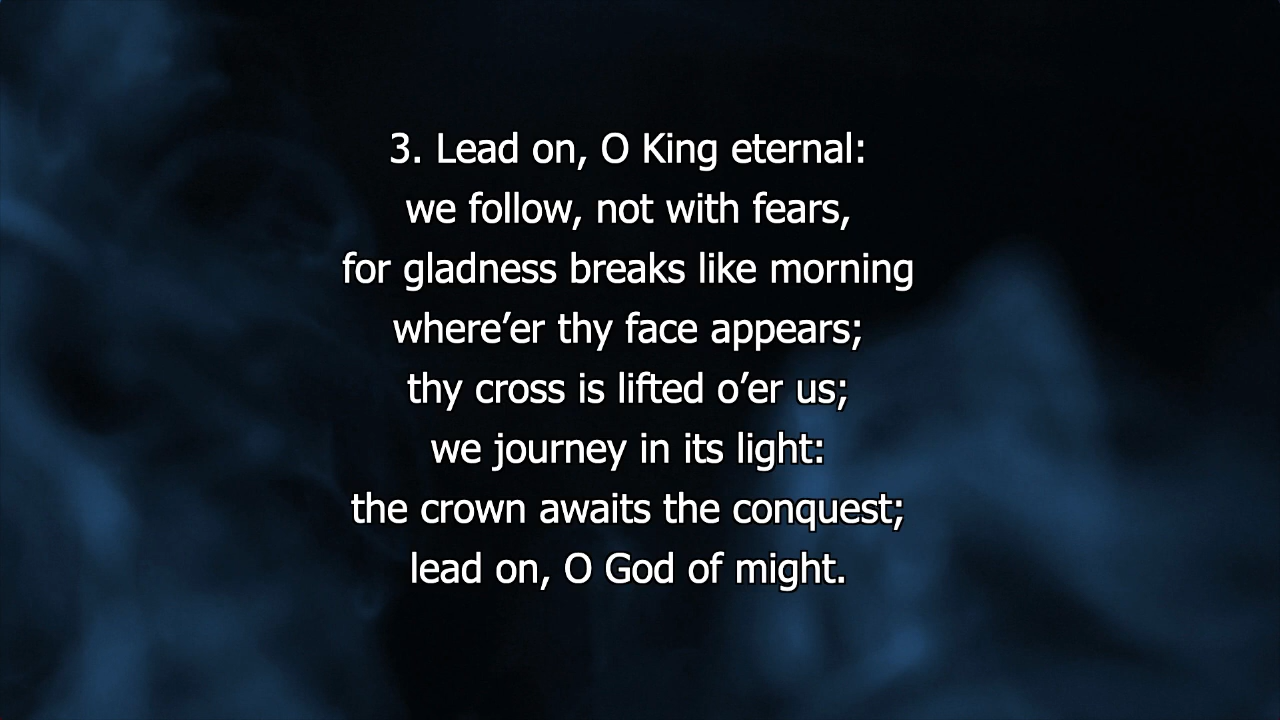 3. Lead on, O King eternal:
we follow, not with fears,
for gladness breaks like morning
where’er thy face appears;
thy cross is lifted o’er us;
we journey in its light:
the crown awaits the conquest;
lead on, O God of might.